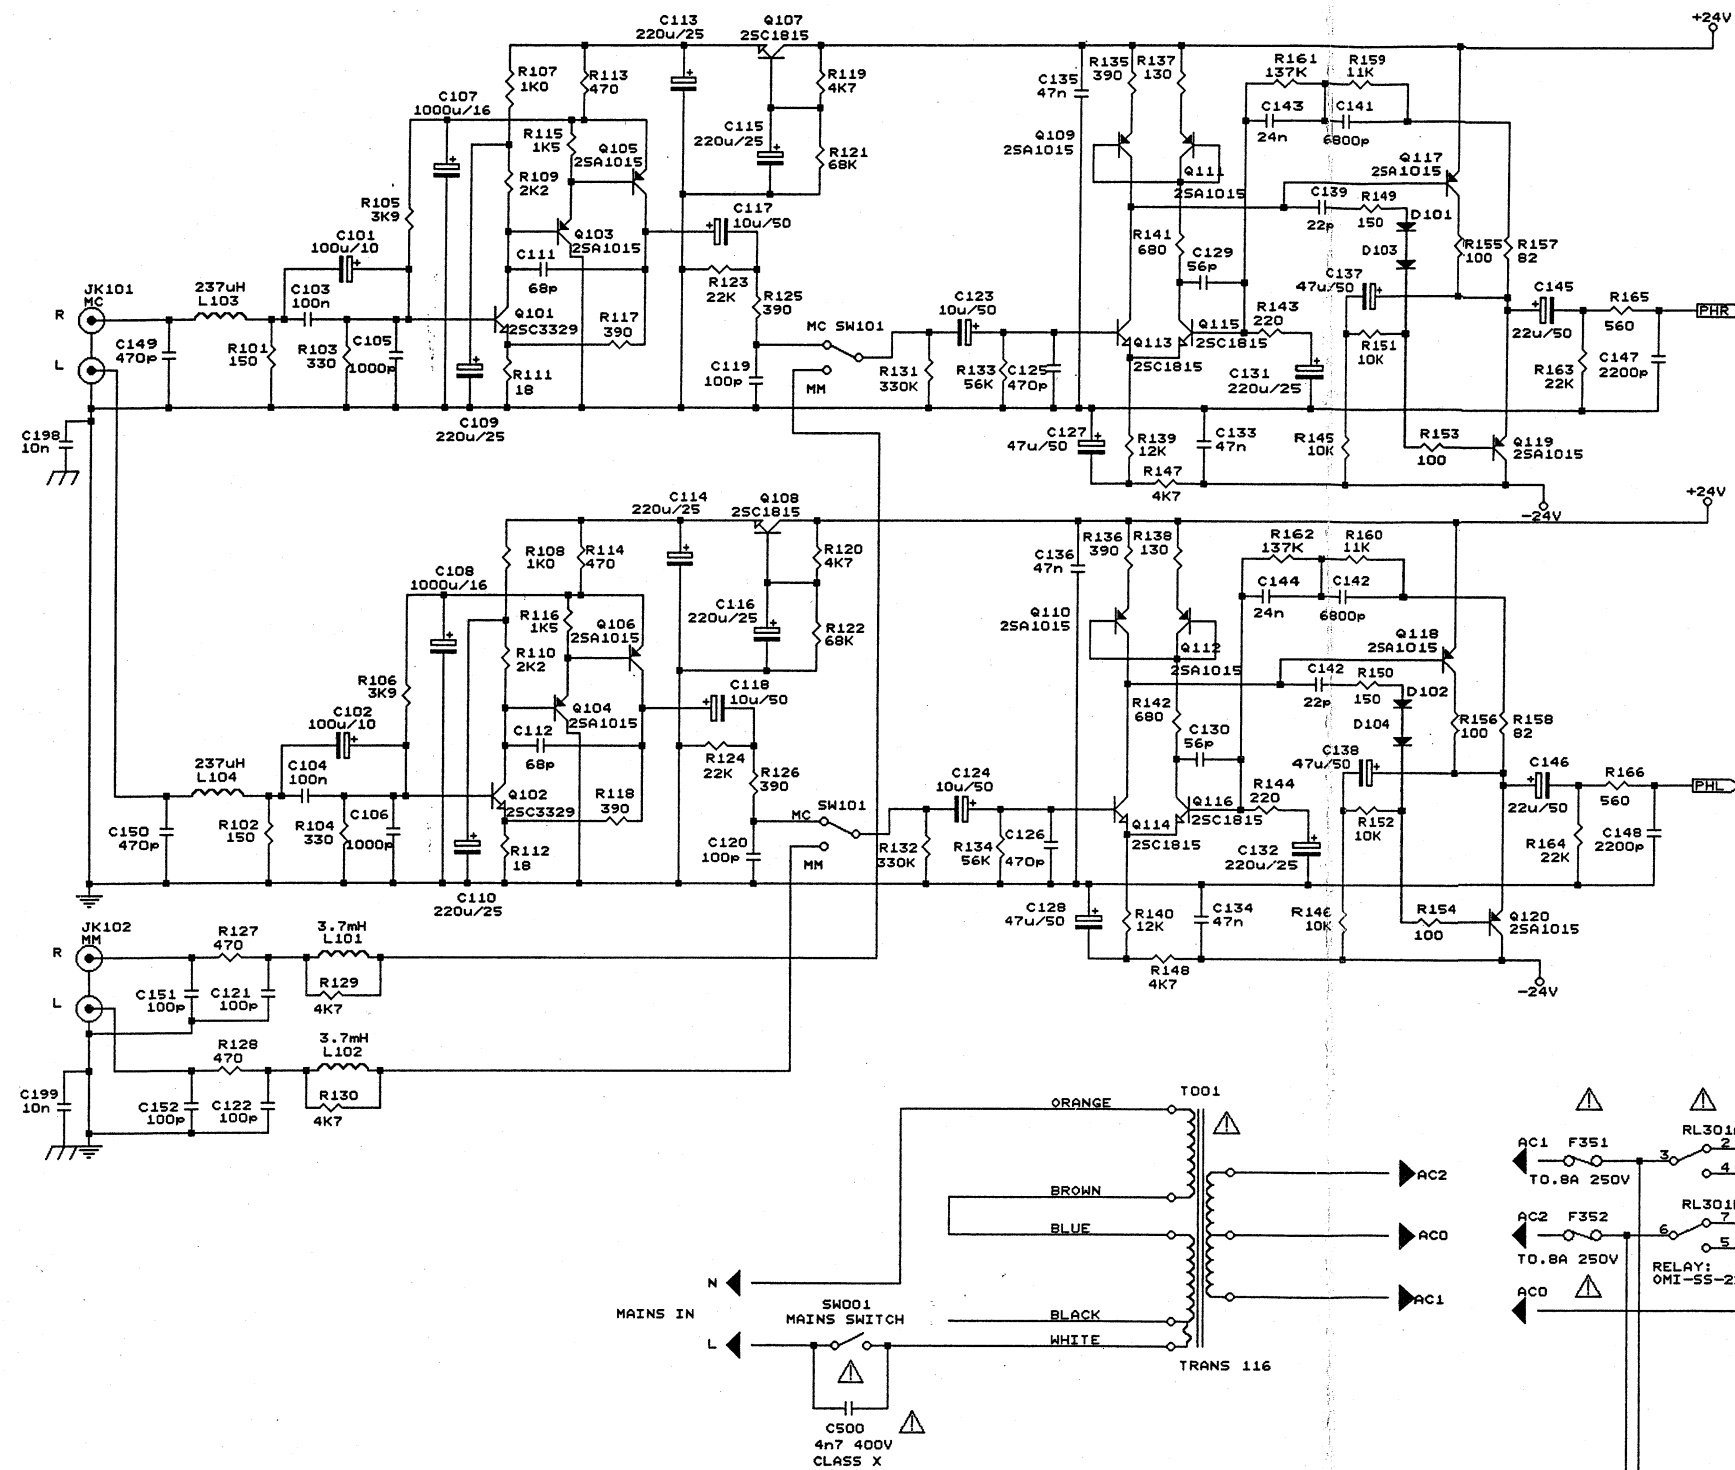 C113
220u/25
Q107
2SC1815
+24V
R107
1K0
R113
470
R119
4K7
C135
47n
R135
390
R137
130
R161
137K
R159
11K
C107
1000u/16
R115
1K5
Q105
2SA1015
C115
220u/25
R121
68K
Q109
2SA1015
C143
24n
C141
6800p
Q111
2SA1015
Q117
2SA1015
R109
2K2
R105
3K9
C101
100u/10
Q103
2SA1015
C117
10u/50
C139
22p
R149
150
D101
R141
680
C129
56p
D103
R155
100
R157
82
C111
68p
R123
22K
R125
390
C137
47u/50
JK101
MC
R
L
237uH
L103
C103
100n
Q101
2SC3329
R117
390
C123
10u/50
MC SW101
MM
R143
220
C145
22u/50
R165
560
PHR
C149
470p
R101
150
R103
330
C105
1000p
R111
18
C119
100p
R131
330K
R133
56K
C125
470p
Q113
2SC1815
Q115
2SC1815
C131
220u/25
R151
10K
R163
22K
C147
2200p
C198
10n
C109
220u/25
C127
47u/50
R139
12K
C133
47n
R147
4K7
R145
10K
R153
100
Q119
2SA1015
-24V
C114
220u/25
Q108
2SC1815
+24V
R108
1K0
R114
470
R120
4K7
C136
47n
R136
390
R138
130
R162
137K
R160
11K
C108
1000u/16
R116
1K5
Q106
2SA1015
C116
220u/25
R122
68K
Q110
2SA1015
C144
24n
C142
6800p
Q112
2SA1015
Q118
2SA1015
R110
2K2
R106
3K9
C102
100u/10
Q104
2SA1015
C118
10u/50
C142
22p
R150
150
D102
R142
680
C130
56p
D104
R156
100
R158
82
C112
68p
R124
22K
R126
390
C138
47u/50
237uH
L104
C104
100n
Q102
2SC3329
R118
390
C124
10u/50
MC
SW101
MM
R144
220
C146
22u/50
R166
560
PHL
C150
470p
R102
150
R104
330
C106
1000p
R112
18
C120
100p
R132
330K
R134
56K
C126
470p
Q114
2SC1815
Q116
2SC1815
C132
220u/25
R152
10K
R164
22K
C148
2200p
C110
220u/25
C128
47u/50
R140
12K
C134
47n
R148
4K7
R146
10K
R154
100
Q120
2SA1015
-24V
JK102
MM
R
L
R127
470
3.7mH
L101
C151
100p
C121
100p
R129
4K7
R128
470
3.7mH
L102
C199
10n
C152
100p
C122
100p
R130
4K7
T001
ORANGE
BROWN
BLUE
BLACK
WHITE
TRANS 116
AC2
AC0
AC1
N
MAINS IN
L
SW001
MAINS SWITCH
C500
4n7 400V
CLASS X
AC1
F351
T0.8A 250V
3
2
4
AC2
F352
T0.8A 250V
6
7
5
RELAY:
AC0